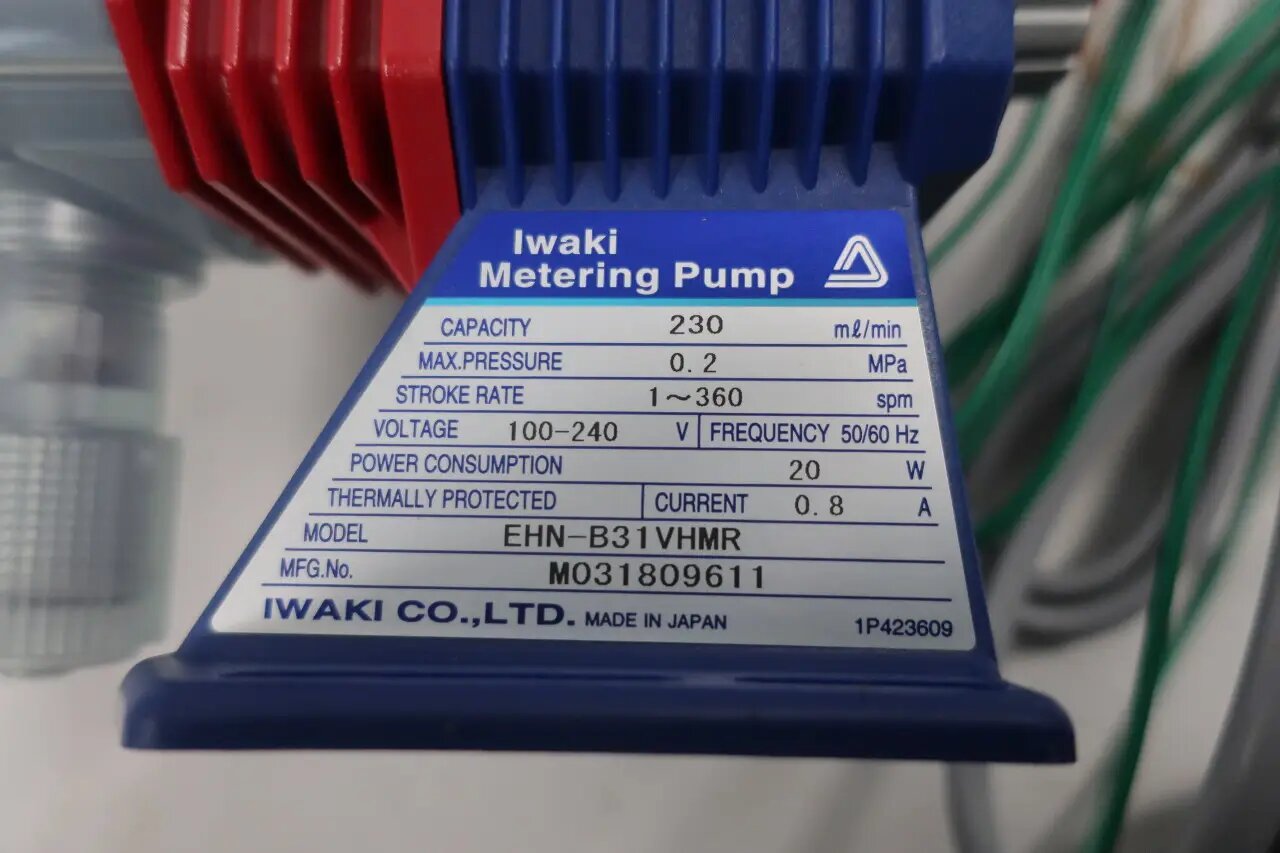 Iwaki
Metering Pump
CAPACITY 230 mℓ/min
MAX.PRESSURE 0.2 MPa
STROKE RATE 1～360 spm
VOLTAGE 100-240 V FREQUENCY 50/60 Hz
POWER CONSUMPTION 20 W
THERMALLY PROTECTED CURRENT 0.8 A
MODEL EHN-B31VHMR
MFG.No. M031809611
IWAKI CO.,LTD. MADE IN JAPAN 1P423609